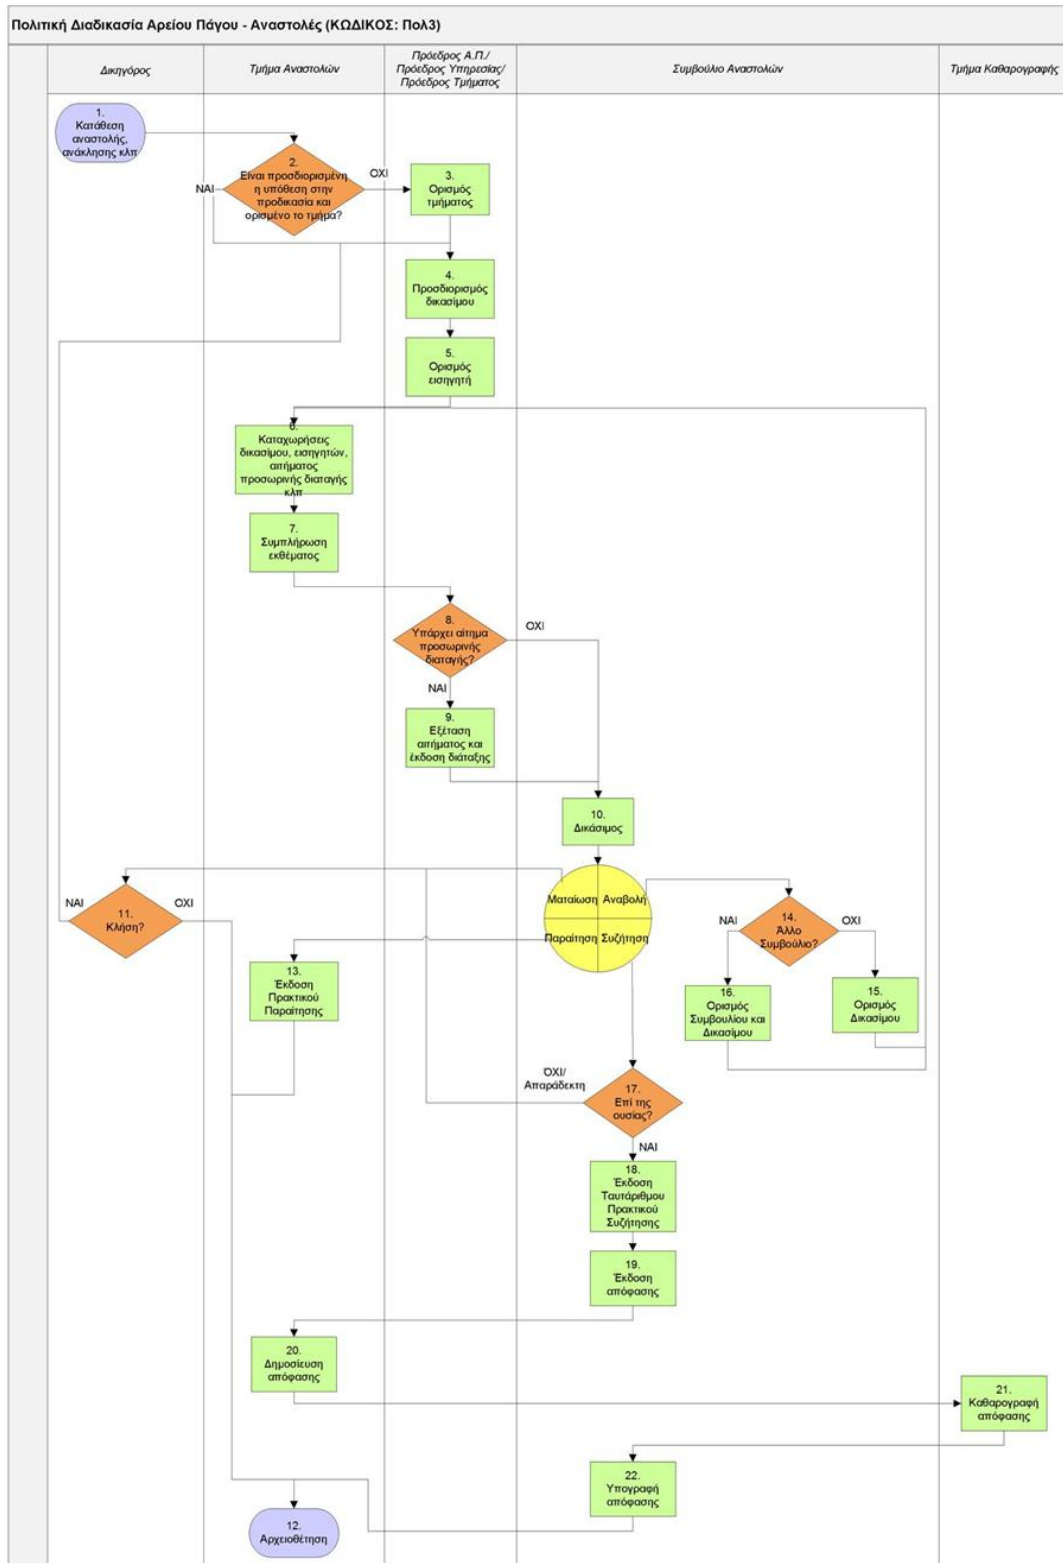 Πολιτική Διαδικασία Αρείου Πάγου - Αναστολές (ΚΩΔΙΚΟΣ: Πολ3)
Δικηγόρος
Τμήμα Αναστολών
Πρόεδρος Α.Π./
Πρόεδρος Υπηρεσίας/
Πρόεδρος Τμήματος
Συμβούλιο Αναστολών
Τμήμα Καθαρογραφής
1.
Κατάθεση
αναστολής,
ανάκλησης κλπ
2.
Είναι προσδιορισμένη
η υπόθεση στην
προδικασία και
ορισμένο το τμήμα?
ΝΑΙ
ΟΧΙ
3.
Ορισμός
τμήματος
4.
Προσδιορισμός
δικασίμου
5.
Ορισμός
εισηγητή
6.
Καταχωρήσεις
δικασίμου, εισηγητών,
αιτήματος
προσωρινής διαταγής
κλπ
7.
Συμπλήρωση
εκθέματος
8.
Υπάρχει αίτημα
προσωρινής
διαταγής?
ΟΧΙ
ΝΑΙ
9.
Εξέταση
αιτήματος και
έκδοση διάταξης
10.
Δικάσιμος
Ματαίωση
Αναβολή
Παραίτηση
Συζήτηση
ΝΑΙ
ΟΧΙ
11.
Κλήση?
13.
Έκδοση
Πρακτικού
Παραίτησης
ΝΑΙ
ΟΧΙ
14.
Άλλο
Συμβούλιο?
16.
Ορισμός
Συμβουλίου και
Δικασίμου
15.
Ορισμός
Δικασίμου
ΌΧΙ/
Απαράδεκτη
17.
Επί της
ουσίας?
ΝΑΙ
18.
Έκδοση
Ταυτάριθμου
Πρακτικού
Συζήτησης
19.
Έκδοση
απόφασης
20.
Δημοσίευση
απόφασης
21.
Καθαρογραφή
απόφασης
22.
Υπογραφή
απόφασης
12.
Αρχειοθέτηση